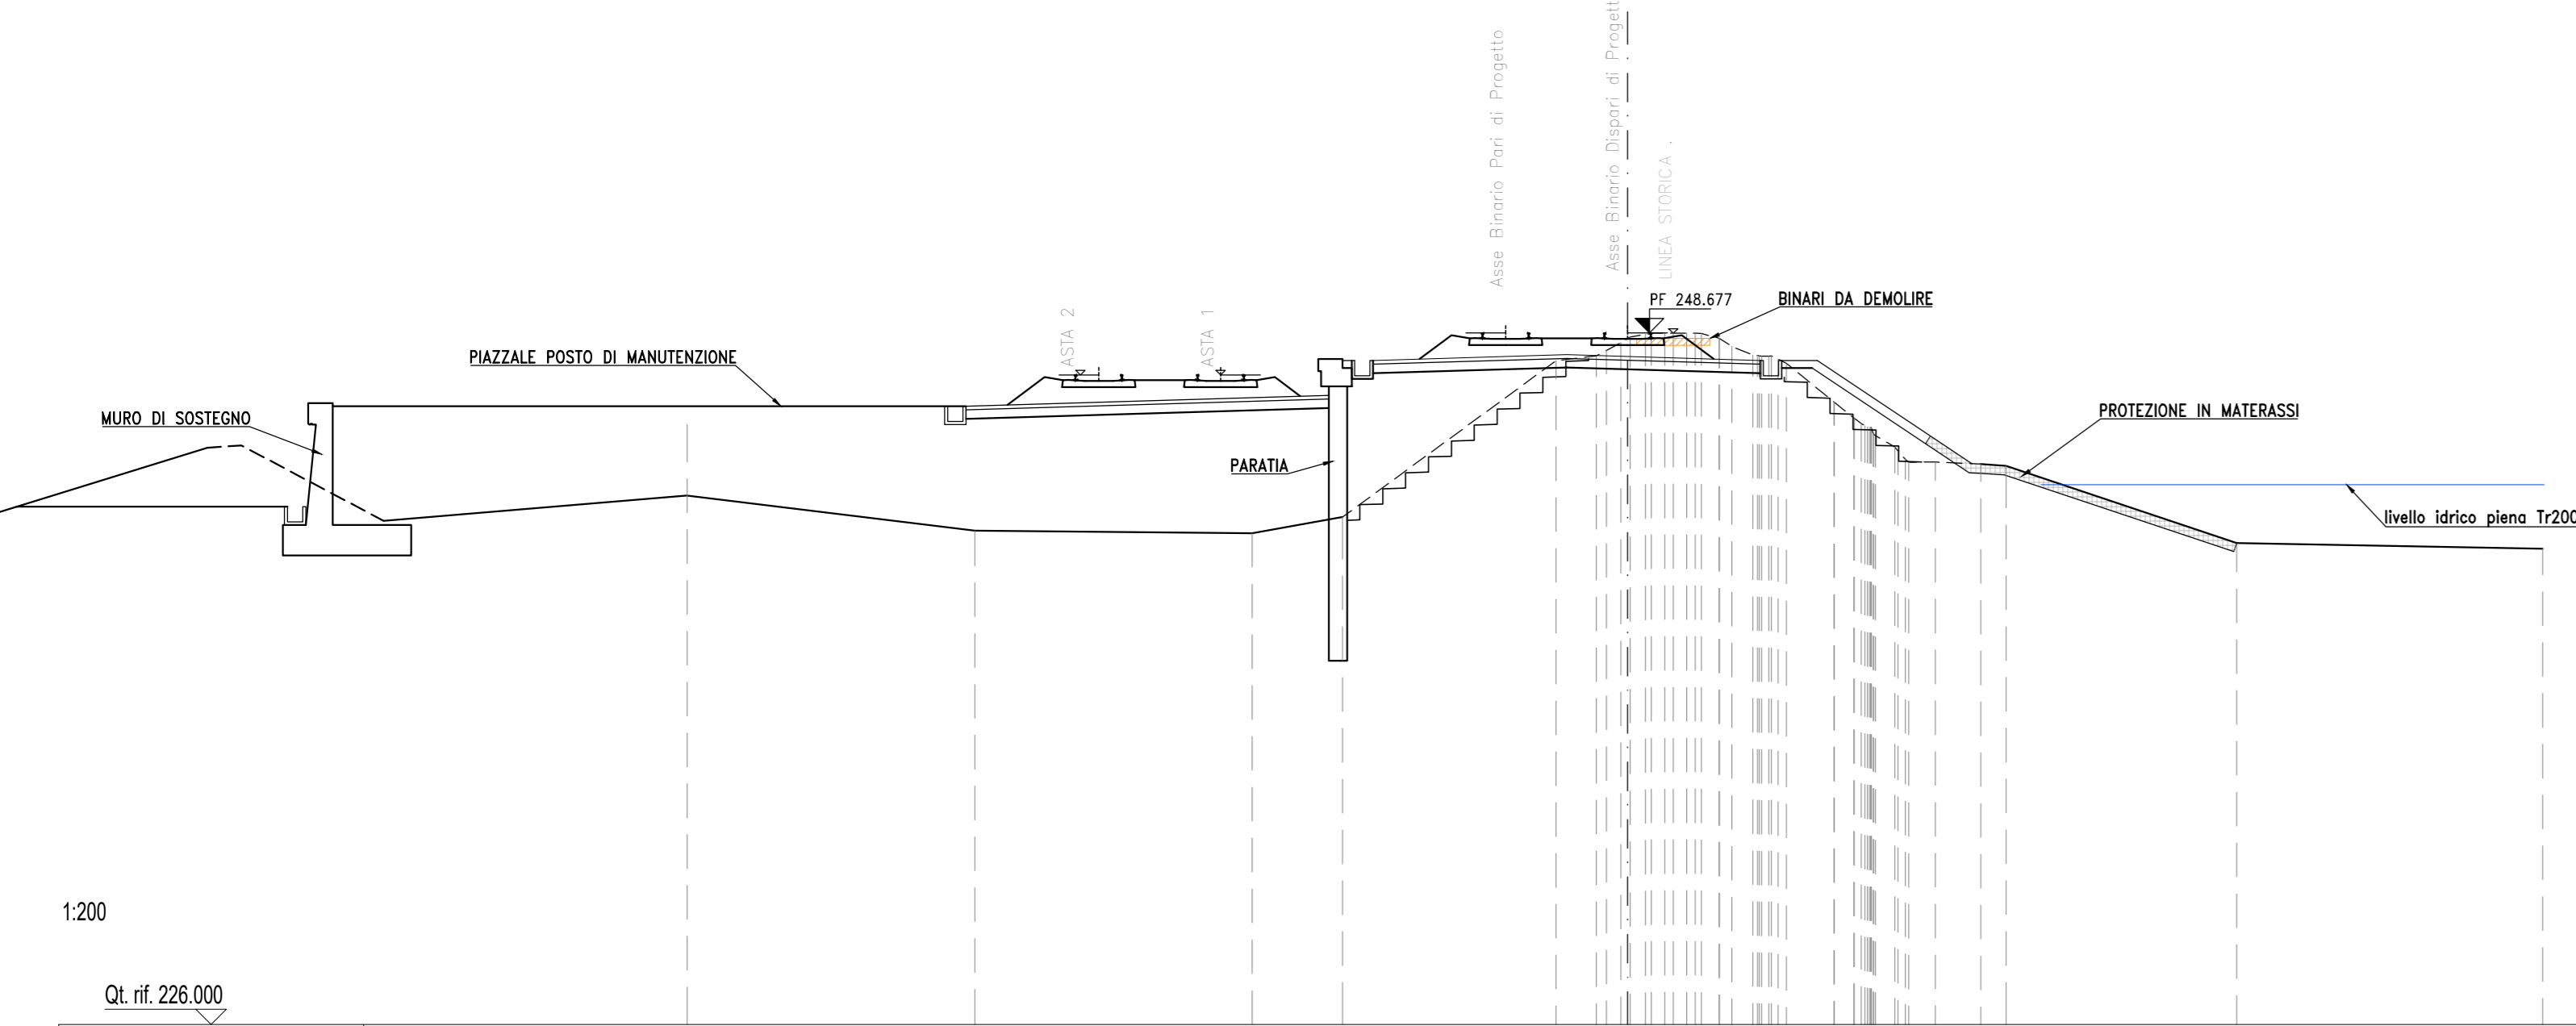 Asse Binario Pari di Progetto
Asse Binario Dispari di Progett
LINEA STORICA .
PF 248.677
BINARI DA DEMOLIRE
ASTA 2
ASTA 1
PIAZZALE POSTO DI MANUTENZIONE
MURO DI SOSTEGNO
PROTEZIONE IN MATERASSI
PARATIA
livello idrico piena Tr200
1:200
Qt. rif. 226.000